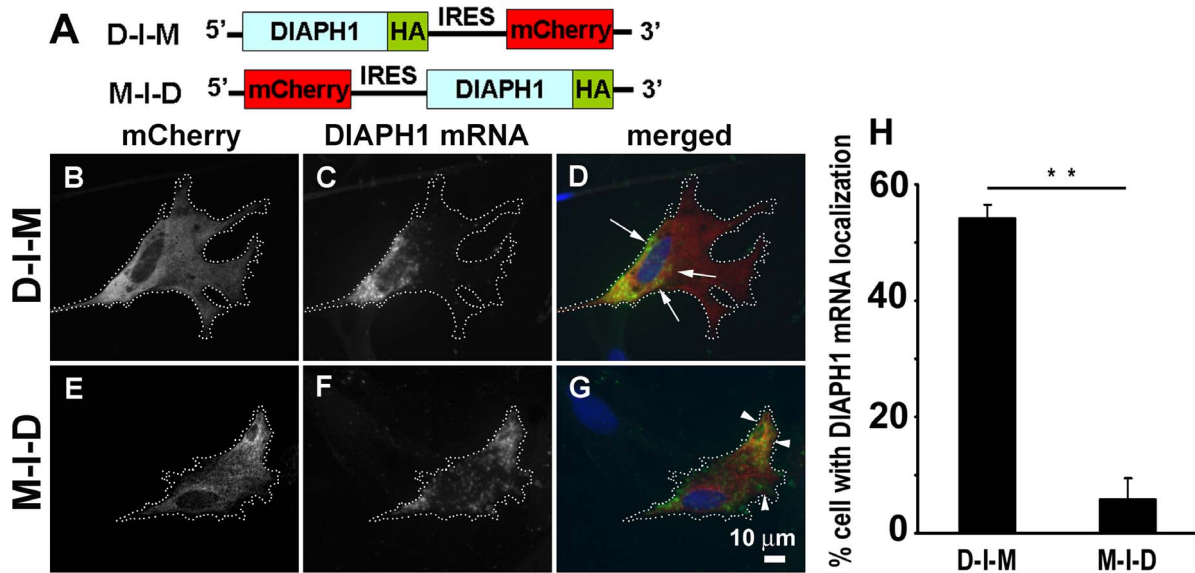 A
D-I-M 5’ DIAPH1 HA IRES mCherry 3’
M-I-D 5’ mCherry IRES DIAPH1 HA 3’
mCherry DIAPH1 mRNA merged
D-I-M
B C D
M-I-D
E F G
10 μm
H
% cell with DIAPH1 mRNA localization
* *
60
40
20
0
D-I-M M-I-D